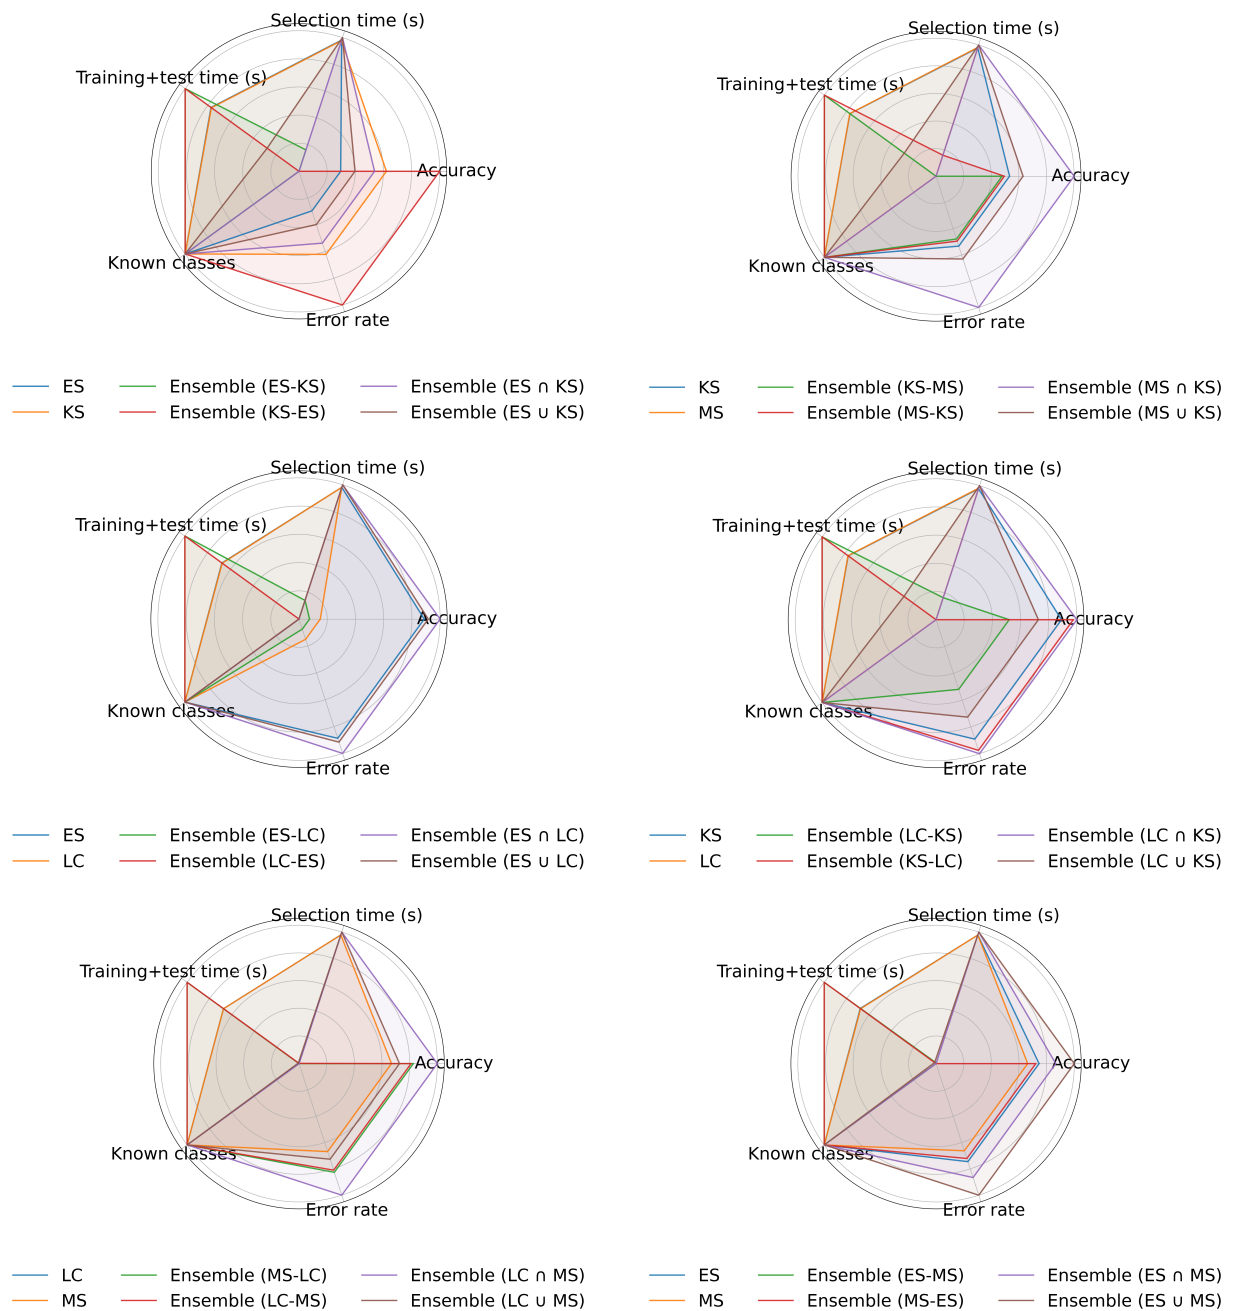 Selection time (s)
Training+test time (s)
Accuracy
Known classes
Error rate
ES Ensemble (ES-KS) Ensemble (ES ∩ KS)
KS Ensemble (KS-ES) Ensemble (ES ∪ KS)
Selection time (s)
Training+test time (s)
Accuracy
Known classes
Error rate
KS Ensemble (KS-MS) Ensemble (MS ∩ KS)
MS Ensemble (MS-KS) Ensemble (MS ∪ KS)
Selection time (s)
Training+test time (s)
Accuracy
Known classes
Error rate
ES Ensemble (ES-LC) Ensemble (ES ∩ LC)
LC Ensemble (LC-ES) Ensemble (ES ∪ LC)
Selection time (s)
Training+test time (s)
Accuracy
Known classes
Error rate
KS Ensemble (LC-KS) Ensemble (LC ∩ KS)
LC Ensemble (KS-LC) Ensemble (LC ∪ KS)
Selection time (s)
Training+test time (s)
Accuracy
Known classes
Error rate
LC Ensemble (MS-LC) Ensemble (LC ∩ MS)
MS Ensemble (LC-MS) Ensemble (LC ∪ MS)
Selection time (s)
Training+test time (s)
Accuracy
Known classes
Error rate
ES Ensemble (ES-MS) Ensemble (ES ∩ MS)
MS Ensemble (MS-ES) Ensemble (ES ∪ MS)